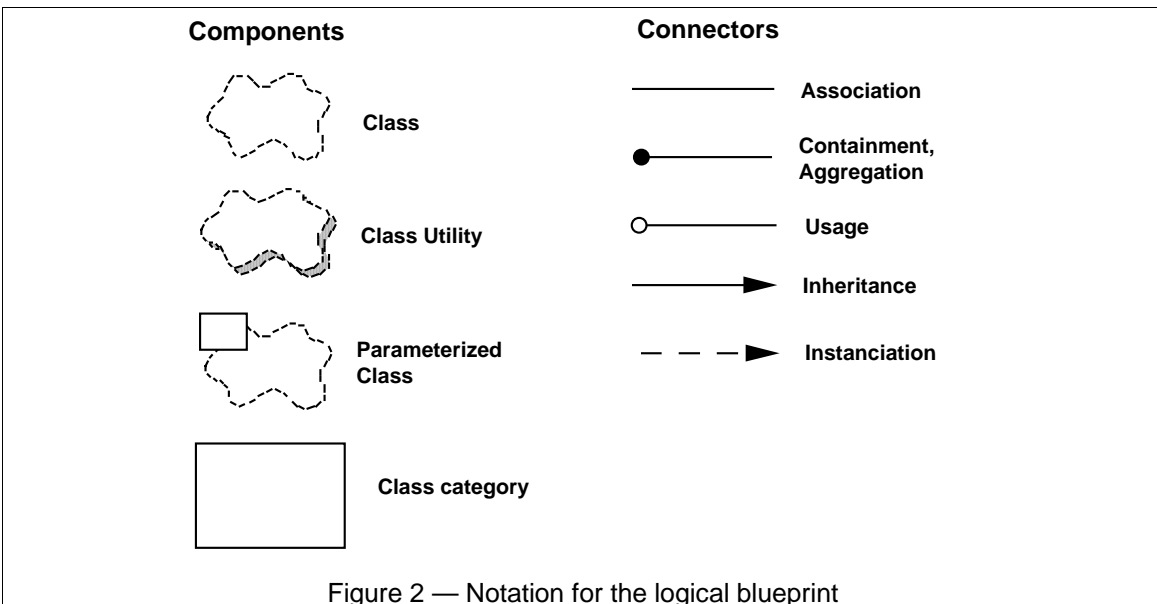 Components
Class
Class Utility
Parameterized
Class
Class category
Connectors
Association
Containment,
Aggregation
Usage
Inheritance
Instanciation
Figure 2 — Notation for the logical blueprint